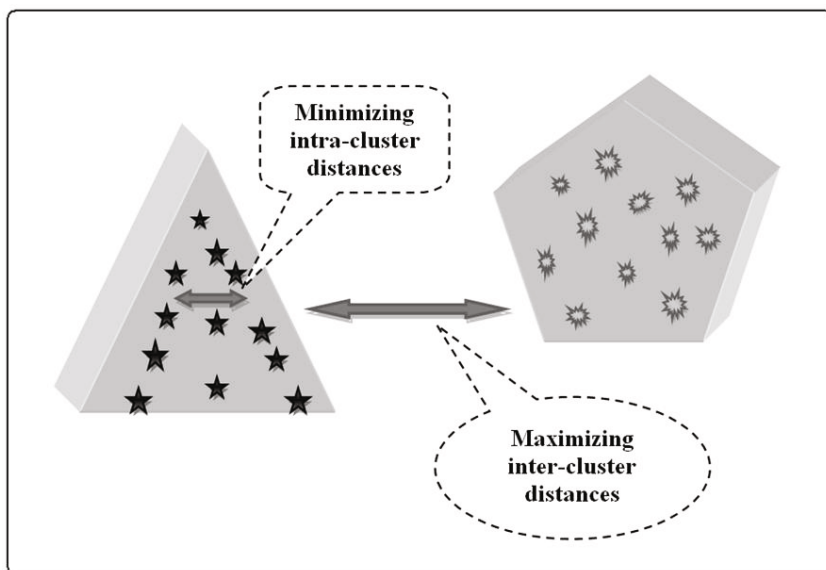 Minimizing
intra-cluster
distances
Maximizing
inter-cluster
distances